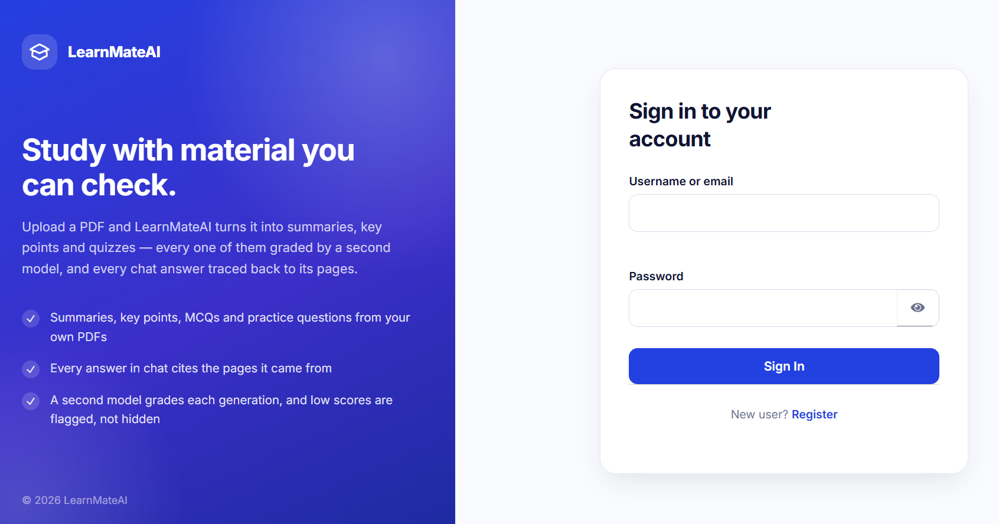 LearnMateAI
Study with material you
can check.
Upload a PDF and LearnMateAI turns it into summaries, key
points and quizzes — every one of them graded by a second
model, and every chat answer traced back to its pages.
Summaries, key points, MCQs and practice questions from your
own PDFs
Every answer in chat cites the pages it came from
A second model grades each generation, and low scores are
flagged, not hidden
© 2026 LearnMateAI
Sign in to your
account
Username or email
Password
Sign In
New user? Register